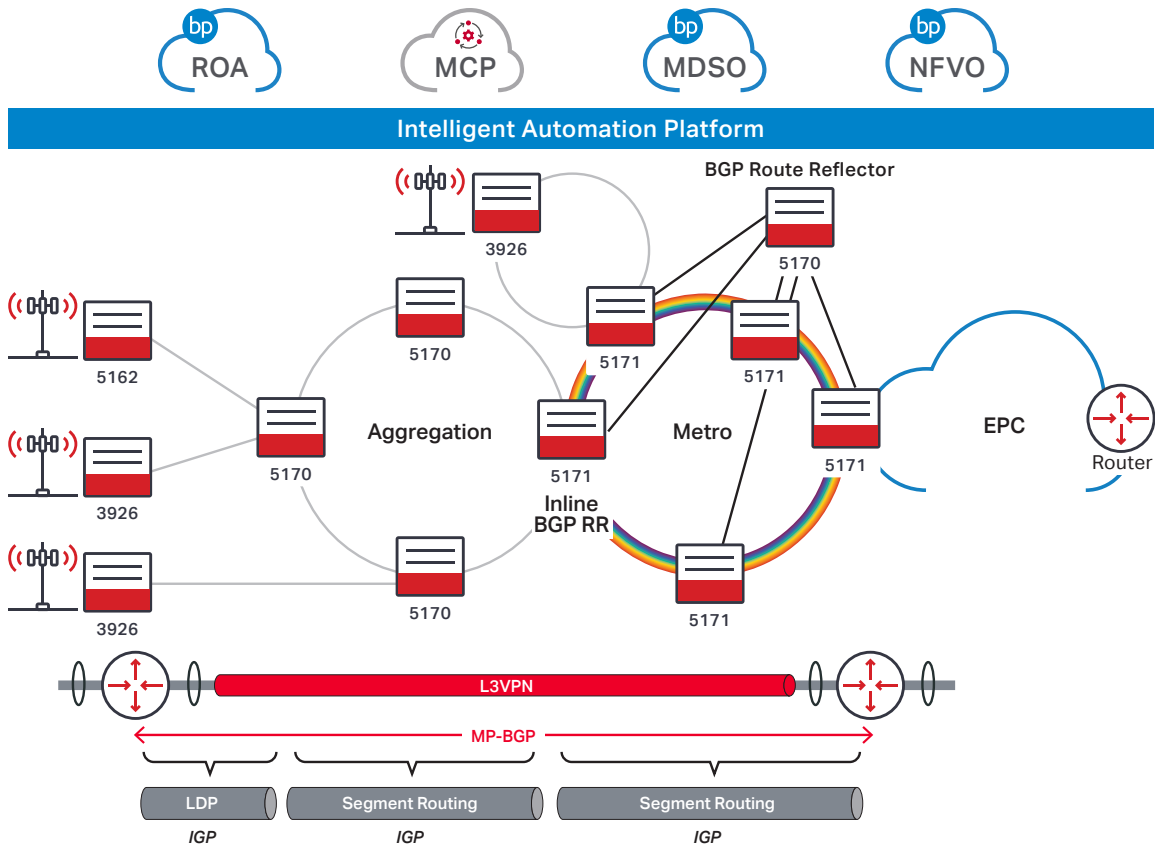 bp
ROA
MCP
bp
MDSO
bp
NFVO
Intelligent Automation Platform
BGP Route Reflector
3926
5170
5162
5170
5171
5171
5170
Aggregation
5171
Inline
BGP RR
Metro
5171
EPC
Router
3926
3926
5170
5171
L3VPN
MP-BGP
LDP
Segment Routing
Segment Routing
IGP
IGP
IGP